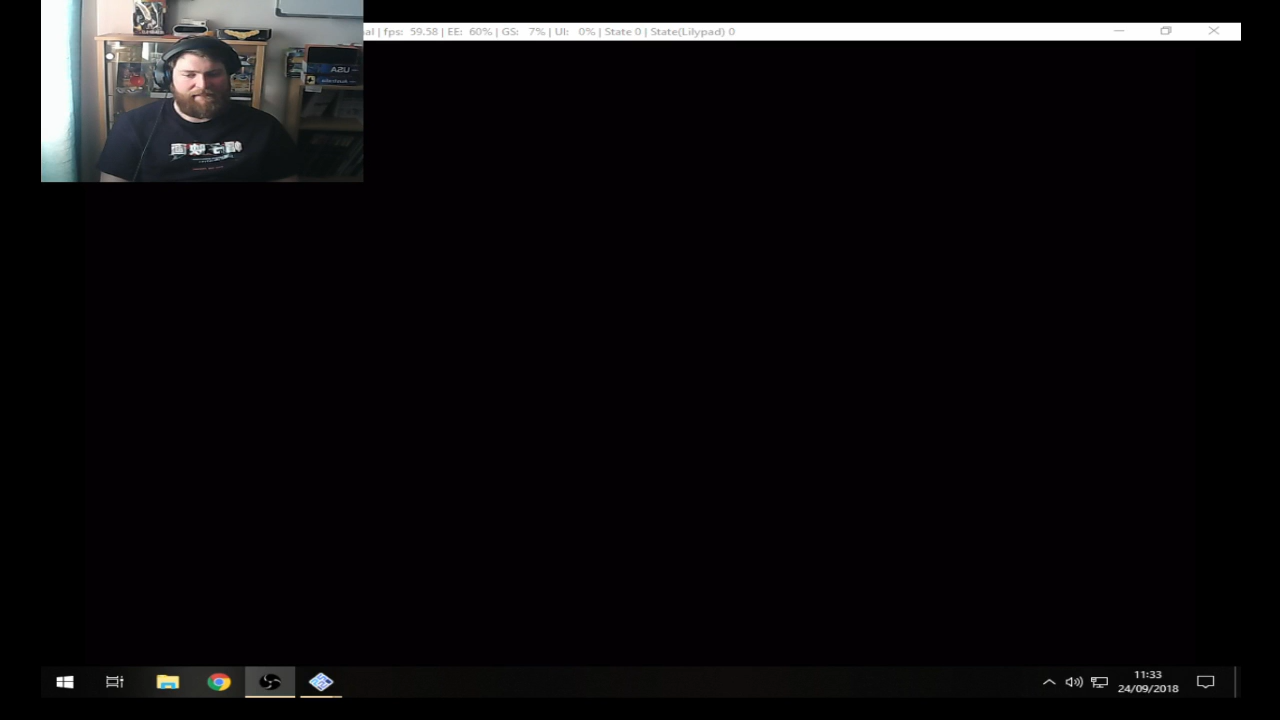 al | fps: 59.58 | EE: 60% | GS: 7% | UI: 0% | State 0 | State(Lilypad) 0
11:33
24/09/2018